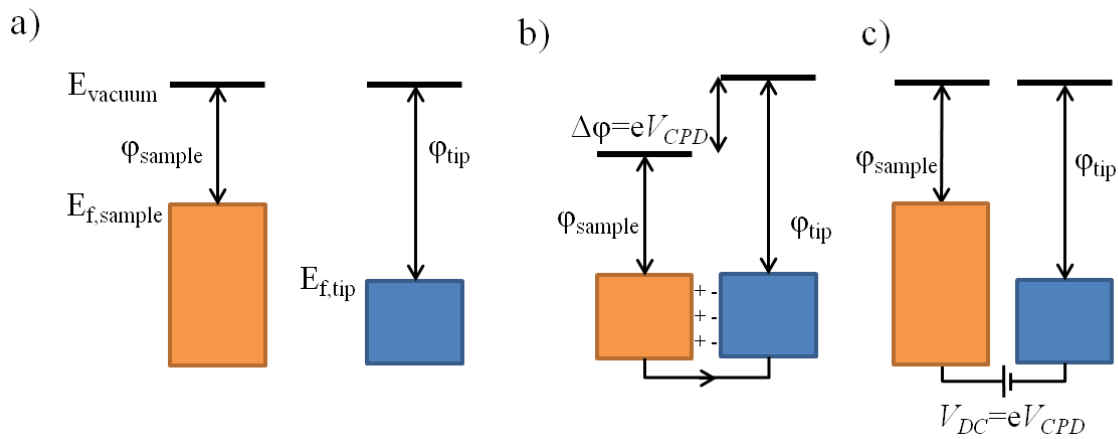 a)
E_vacuum
φ_sample
φ_tip
E_f,sample
E_f,tip
b)
Δφ=eV_CPD
φ_sample
φ_tip
+ -
+ -
+ -
c)
φ_sample
φ_tip
V_DC=eV_CPD